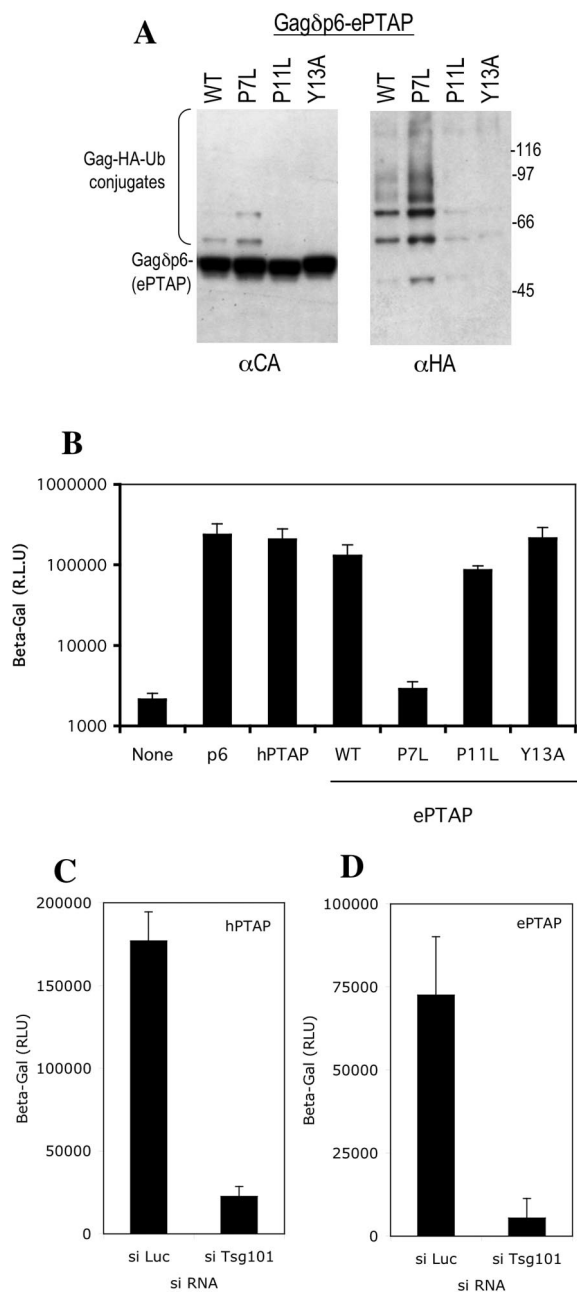 A
Gagδp6-ePTAP
WT P7L P11L Y13A WT P7L P11L Y13A
Gag-HA-Ub
conjugates
Gagδp6-
(ePTAP)
-116
-97
-66
-45
αCA αHA
B
Beta-Gal (R.L.U)
1000000
100000
10000
1000
None p6 hPTAP WT P7L P11L Y13A
ePTAP
C
hPTAP
Beta-Gal (RLU)
200000
150000
100000
50000
0
si Luc si Tsg101
si RNA
D
ePTAP
Beta-Gal (RLU)
100000
75000
50000
25000
0
si Luc si Tsg101
si RNA